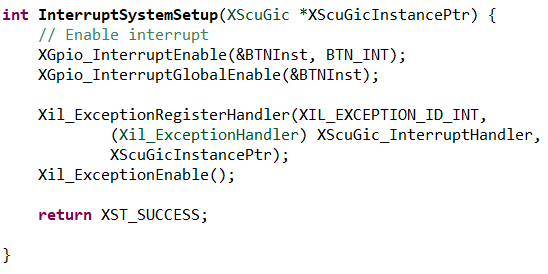 int InterruptSystemSetup(XScuGic *XScuGicInstancePtr) {
    // Enable interrupt
    XGpio_InterruptEnable(&BTNInst, BTN_INT);
    XGpio_InterruptGlobalEnable(&BTNInst);

    Xil_ExceptionRegisterHandler(XIL_EXCEPTION_ID_INT,
            (Xil_ExceptionHandler) XScuGic_InterruptHandler,
            XScuGicInstancePtr);
    Xil_ExceptionEnable();

    return XST_SUCCESS;

}